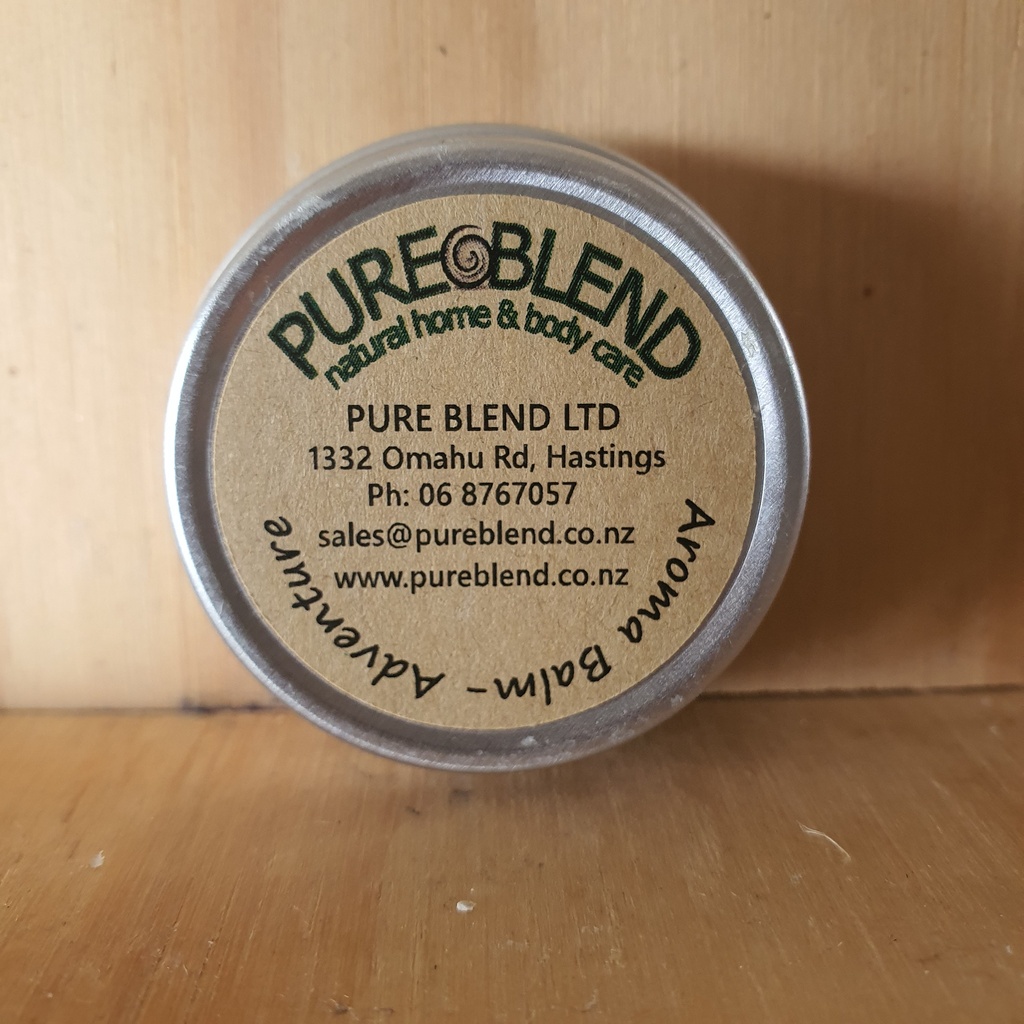 PURE BLEND
natural home & body care
PURE BLEND LTD
1332 Omahu Rd, Hastings
Ph: 06 8767057
sales@pureblend.co.nz
www.pureblend.co.nz
Aroma Balm- Adventure